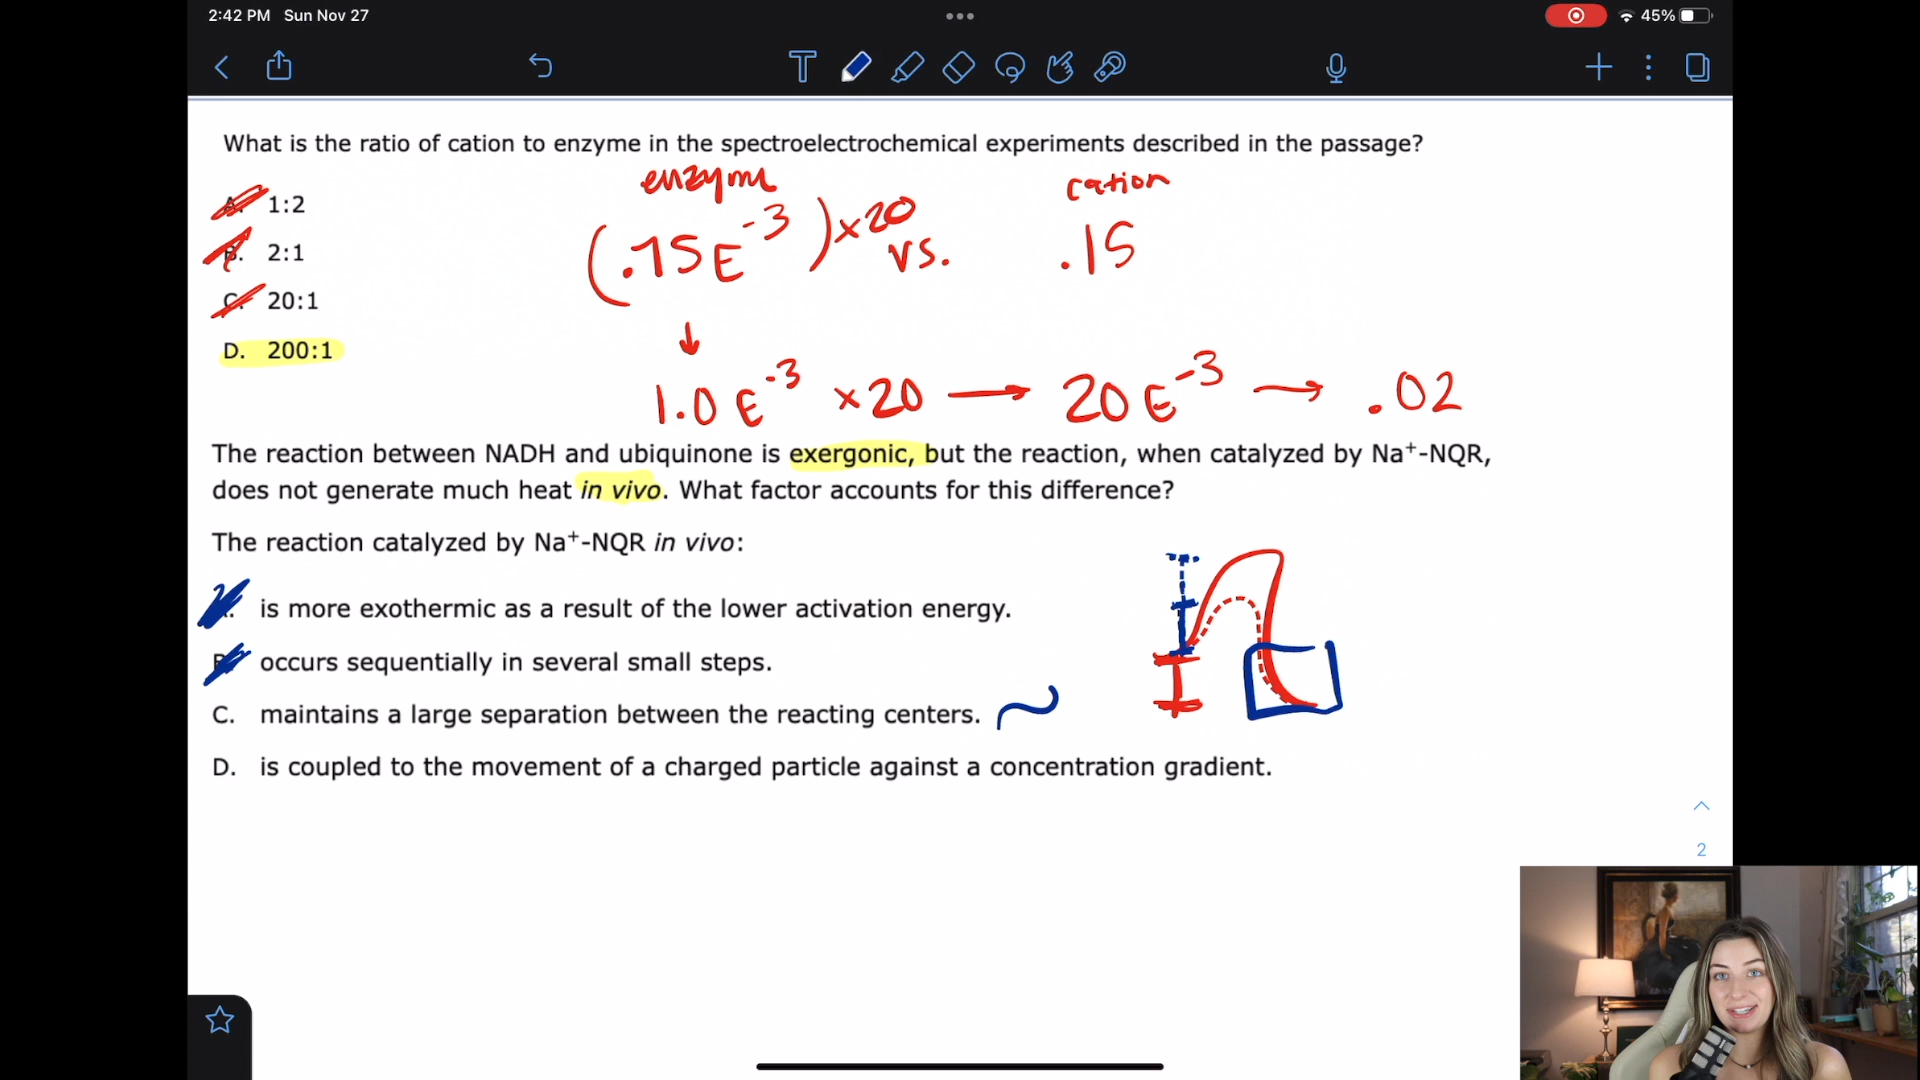 2:42 PM Sun Nov 27
45%
What is the ratio of cation to enzyme in the spectroelectrochemical experiments described in the passage?
enzyme
cation
A. 1:2
(.75E⁻³)×20 vs. .15
B. 2:1
C. 20:1
D. 200:1
1.0E⁻³ ×20 → 20E⁻³ → .02
The reaction between NADH and ubiquinone is exergonic, but the reaction, when catalyzed by Na⁺-NQR,
does not generate much heat in vivo. What factor accounts for this difference?
The reaction catalyzed by Na⁺-NQR in vivo:
A. is more exothermic as a result of the lower activation energy.
B. occurs sequentially in several small steps.
C. maintains a large separation between the reacting centers.
D. is coupled to the movement of a charged particle against a concentration gradient.
2